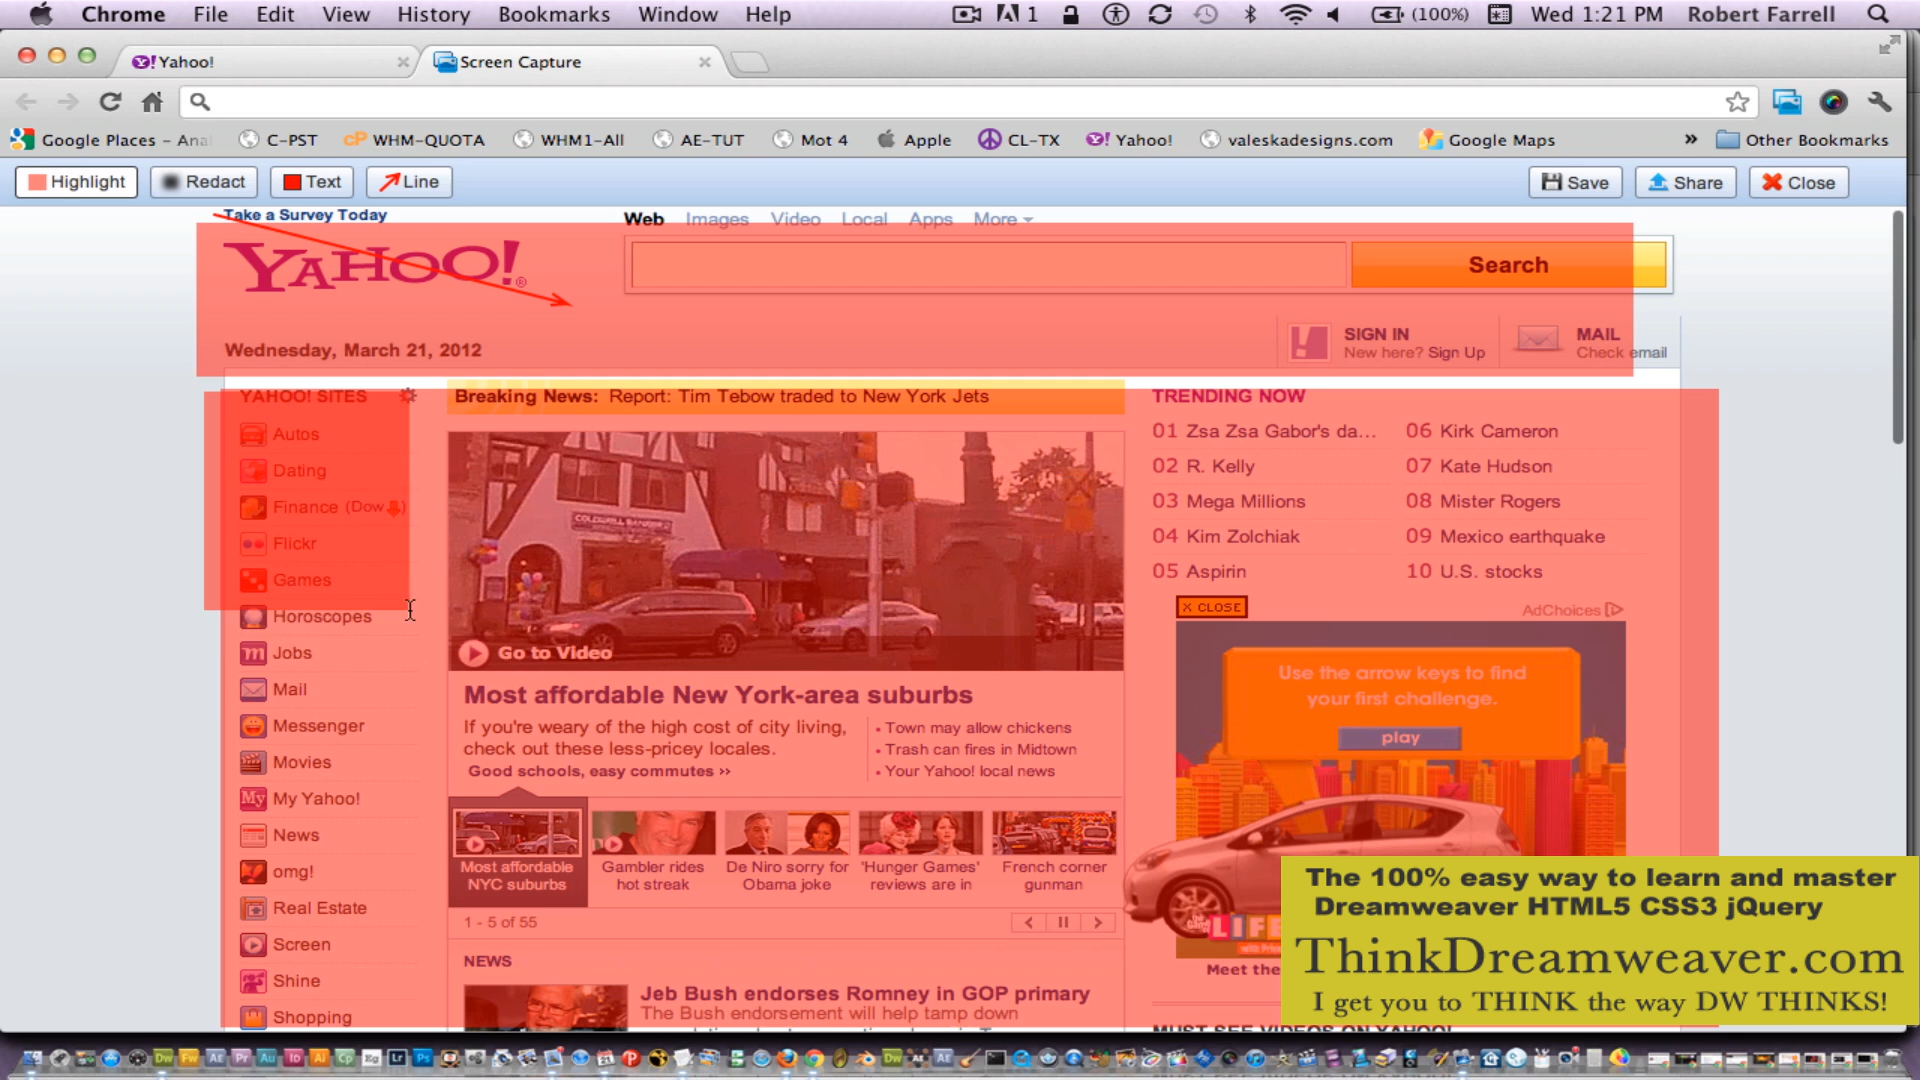 Chrome File Edit View History Bookmarks Window Help 1 (100%) Wed 1:21 PM Robert Farrell
Yahoo! Screen Capture
Google Places – Ana C-PST WHM-QUOTA WHM1-All AE-TUT Mot 4 Apple CL-TX Yahoo! valeskadesigns.com Google Maps » Other Bookmarks
Highlight Redact Text Line Save Share Close
Take a Survey Today
Web Images Video Local Apps More
YAHOO!®
Search
Wednesday, March 21, 2012
SIGN IN
New here? Sign Up
MAIL
Check email
YAHOO! SITES
Autos
Dating
Finance (Dow)
Flickr
Games
Horoscopes
Jobs
Mail
Messenger
Movies
My Yahoo!
News
omg!
Real Estate
Screen
Shine
Shopping
Breaking News: Report: Tim Tebow traded to New York Jets
COLDWELL BANKER
Go to Video
Most affordable New York-area suburbs
If you're weary of the high cost of city living,
check out these less-pricey locales.
Good schools, easy commutes ››
• Town may allow chickens
• Trash can fires in Midtown
• Your Yahoo! local news
Most affordable
NYC suburbs
Gambler rides
hot streak
De Niro sorry for
Obama joke
'Hunger Games'
reviews are in
French corner
gunman
1 - 5 of 55
NEWS
Jeb Bush endorses Romney in GOP primary
The Bush endorsement will help tamp down
TRENDING NOW
01 Zsa Zsa Gabor's da...
02 R. Kelly
03 Mega Millions
04 Kim Zolchiak
05 Aspirin
06 Kirk Cameron
07 Kate Hudson
08 Mister Rogers
09 Mexico earthquake
10 U.S. stocks
X CLOSE
AdChoices
Use the arrow keys to find
your first challenge.
play
LIFE
Meet the
MUST SEE VIDEOS ON YAHOO!
The 100% easy way to learn and master
Dreamweaver HTML5 CSS3 jQuery
ThinkDreamweaver.com
I get you to THINK the way DW THINKS!